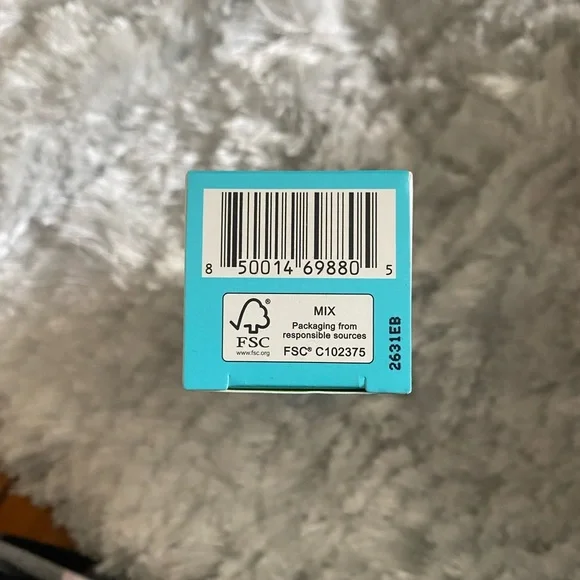 8 50014 69880 5
FSC®
www.fsc.org
MIX
Packaging from
responsible sources
FSC® C102375
2631EB